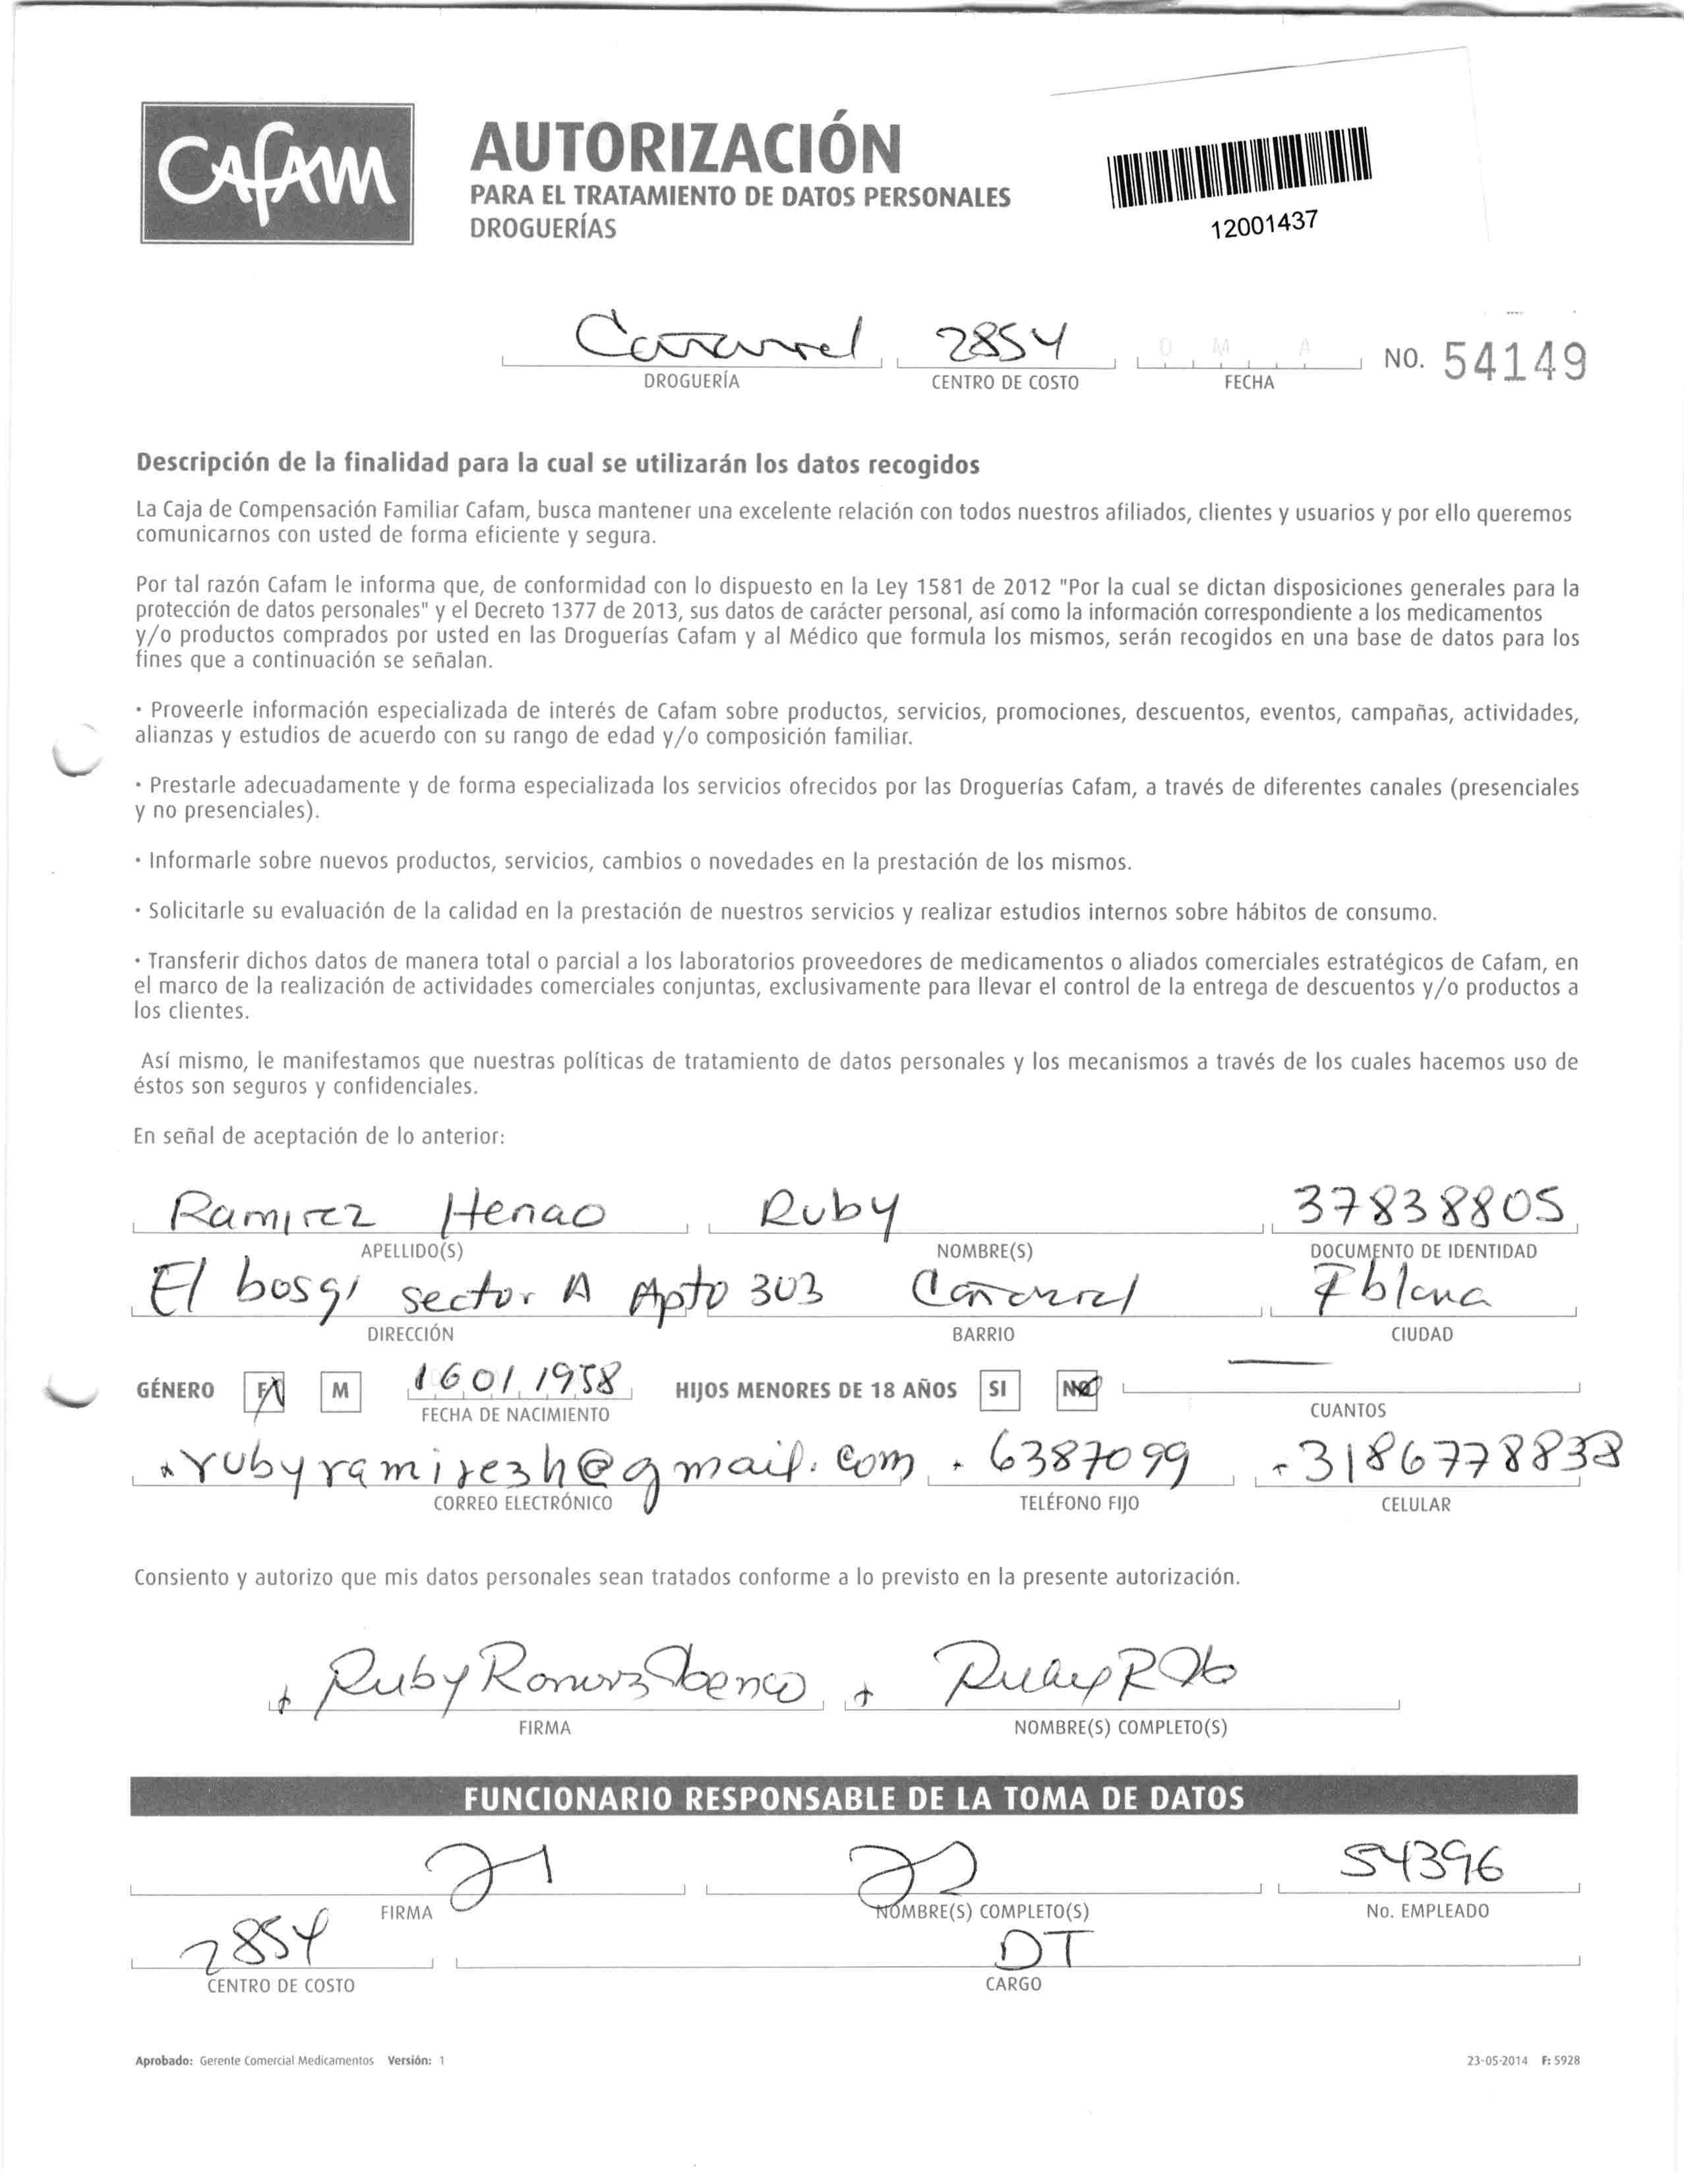 CAFAM
AUTORIZACIÓN
PARA EL TRATAMIENTO DE DATOS PERSONALES
DROGUERÍAS
12001437
Cañaveral 2854 D M A NO. 54149
DROGUERÍA CENTRO DE COSTO FECHA
Descripción de la finalidad para la cual se utilizarán los datos recogidos
La Caja de Compensación Familiar Cafam, busca mantener una excelente relación con todos nuestros afiliados, clientes y usuarios y por ello queremos
comunicarnos con usted de forma eficiente y segura.
Por tal razón Cafam le informa que, de conformidad con lo dispuesto en la Ley 1581 de 2012 "Por la cual se dictan disposiciones generales para la
protección de datos personales" y el Decreto 1377 de 2013, sus datos de carácter personal, así como la información correspondiente a los medicamentos
y/o productos comprados por usted en las Droguerías Cafam y al Médico que formula los mismos, serán recogidos en una base de datos para los
fines que a continuación se señalan.
· Proveerle información especializada de interés de Cafam sobre productos, servicios, promociones, descuentos, eventos, campañas, actividades,
alianzas y estudios de acuerdo con su rango de edad y/o composición familiar.
· Prestarle adecuadamente y de forma especializada los servicios ofrecidos por las Droguerías Cafam, a través de diferentes canales (presenciales
y no presenciales).
· Informarle sobre nuevos productos, servicios, cambios o novedades en la prestación de los mismos.
· Solicitarle su evaluación de la calidad en la prestación de nuestros servicios y realizar estudios internos sobre hábitos de consumo.
· Transferir dichos datos de manera total o parcial a los laboratorios proveedores de medicamentos o aliados comerciales estratégicos de Cafam, en
el marco de la realización de actividades comerciales conjuntas, exclusivamente para llevar el control de la entrega de descuentos y/o productos a
los clientes.
Así mismo, le manifestamos que nuestras políticas de tratamiento de datos personales y los mecanismos a través de los cuales hacemos uso de
éstos son seguros y confidenciales.
En señal de aceptación de lo anterior:
Ramirez Henao Ruby 37838805
APELLIDO(S) NOMBRE(S) DOCUMENTO DE IDENTIDAD
El sector A Apto 303 Cañaveral Fblanca
DIRECCIÓN BARRIO CIUDAD
GÉNERO F M 16 01 1958 HIJOS MENORES DE 18 AÑOS SI NO
FECHA DE NACIMIENTO CUANTOS
rubyramirezh@gmail.com 6387099 3186778838
CORREO ELECTRÓNICO TELÉFONO FIJO CELULAR
Consiento y autorizo que mis datos personales sean tratados conforme a lo previsto en la presente autorización.
Ruby Ramirez Henao Ruby R
FIRMA NOMBRE(S) COMPLETO(S)
FUNCIONARIO RESPONSABLE DE LA TOMA DE DATOS
54396
FIRMA NOMBRE(S) COMPLETO(S) No. EMPLEADO
2854 DT
CENTRO DE COSTO CARGO
Aprobado: Gerente Comercial Medicamentos Versión: 1 23-05-2014 F: 5928